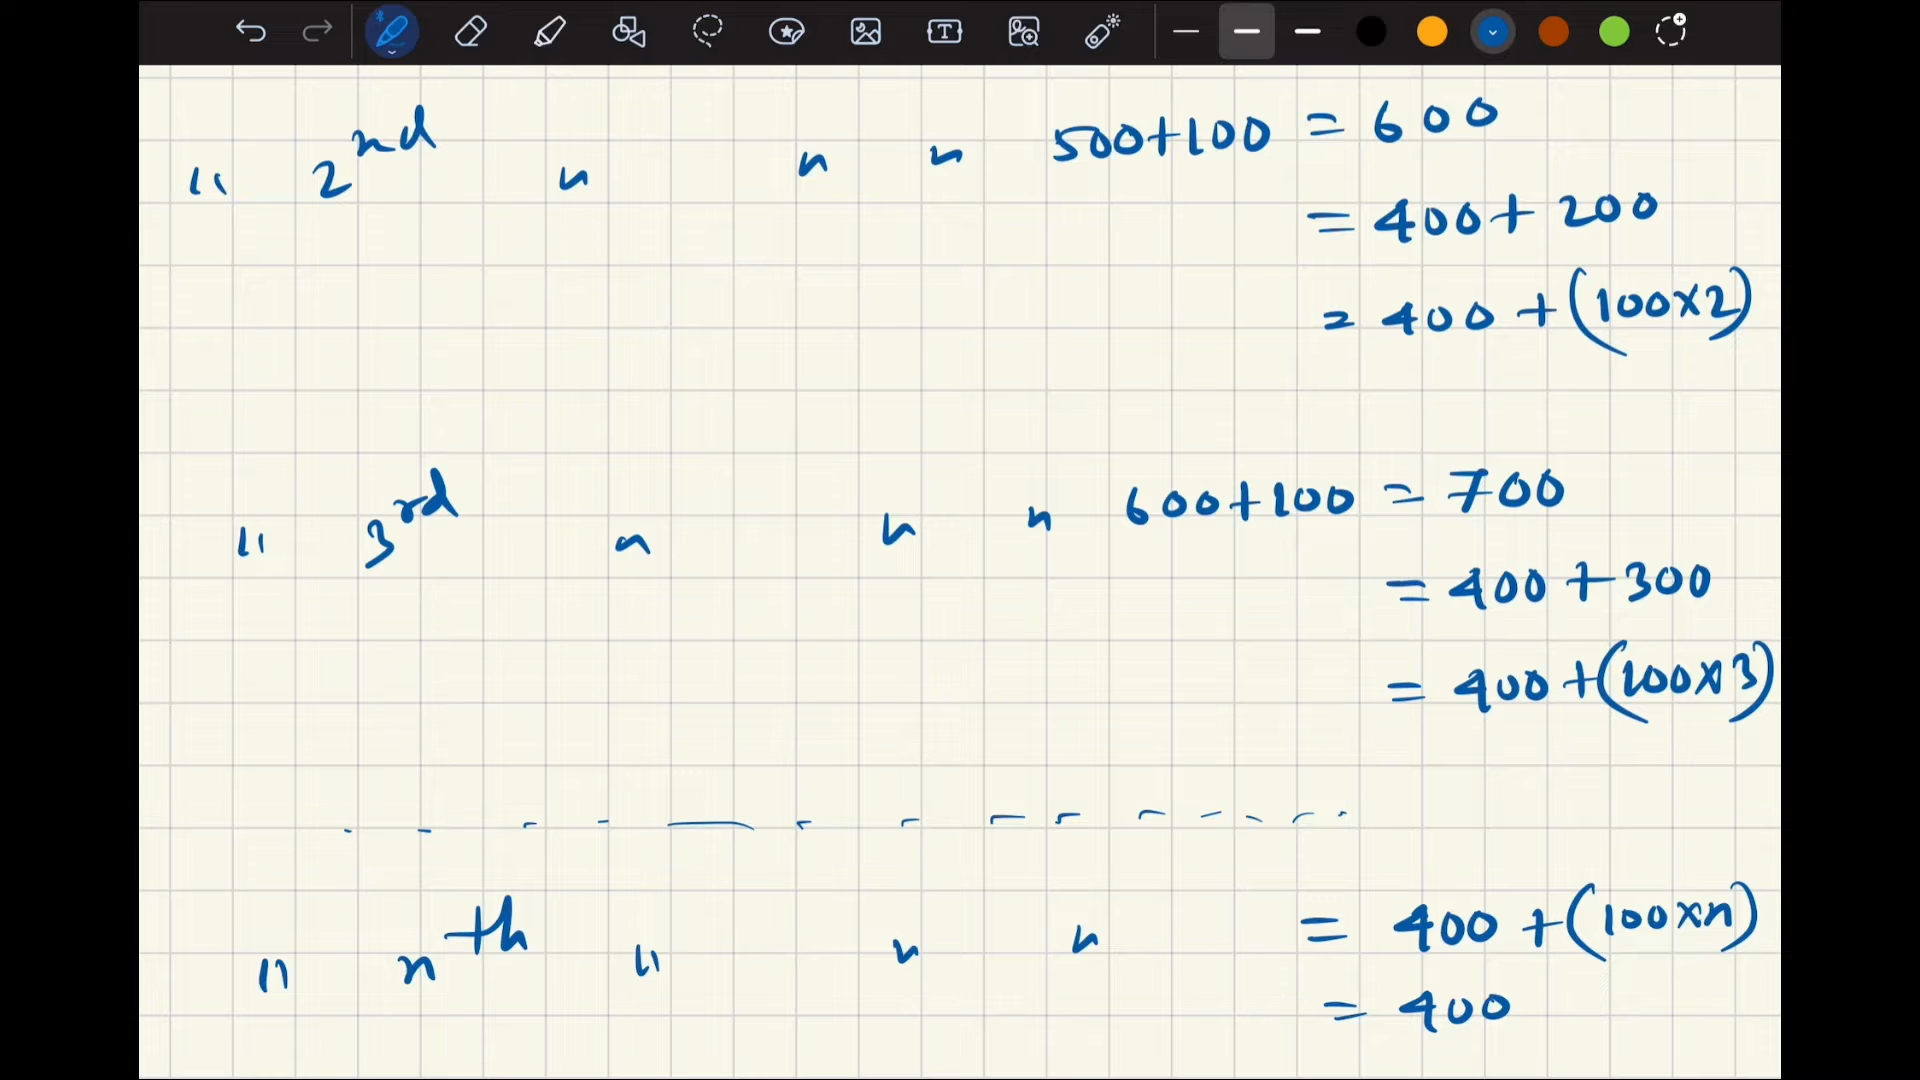 " 2nd " " " 500+100 = 600
= 400 + 200
= 400 + (100×2)
" 3rd " " " 600+100 = 700
= 400 + 300
= 400 + (100×3)
" nth " " " = 400 + (100×n)
= 400